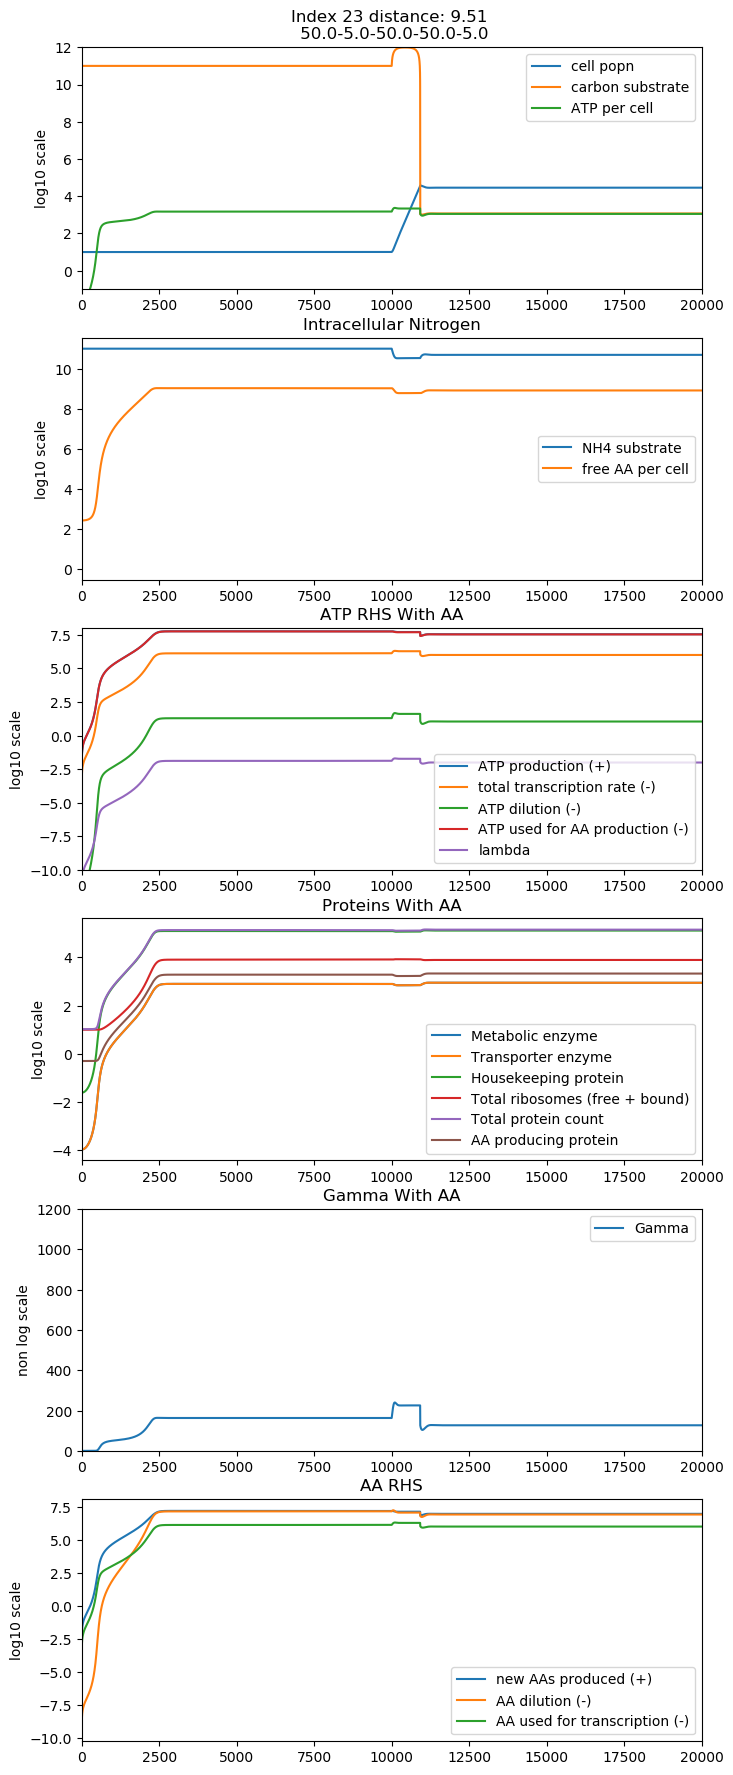 Index 23 distance: 9.51
50.0-5.0-50.0-50.0-5.0
12
10
8
6
4
2
0
log10 scale
cell popn
carbon substrate
ATP per cell
0 2500 5000 7500 10000 12500 15000 17500 20000
Intracellular Nitrogen
10
8
6
4
2
0
log10 scale
NH4 substrate
free AA per cell
0 2500 5000 7500 10000 12500 15000 17500 20000
ATP RHS With AA
7.5
5.0
2.5
0.0
−2.5
−5.0
−7.5
−10.0
log10 scale
ATP production (+)
total transcription rate (-)
ATP dilution (-)
ATP used for AA production (-)
lambda
0 2500 5000 7500 10000 12500 15000 17500 20000
Proteins With AA
4
2
0
−2
−4
log10 scale
Metabolic enzyme
Transporter enzyme
Housekeeping protein
Total ribosomes (free + bound)
Total protein count
AA producing protein
0 2500 5000 7500 10000 12500 15000 17500 20000
Gamma With AA
1200
1000
800
600
400
200
0
non log scale
Gamma
0 2500 5000 7500 10000 12500 15000 17500 20000
AA RHS
7.5
5.0
2.5
0.0
−2.5
−5.0
−7.5
−10.0
log10 scale
new AAs produced (+)
AA dilution (-)
AA used for transcription (-)
0 2500 5000 7500 10000 12500 15000 17500 20000